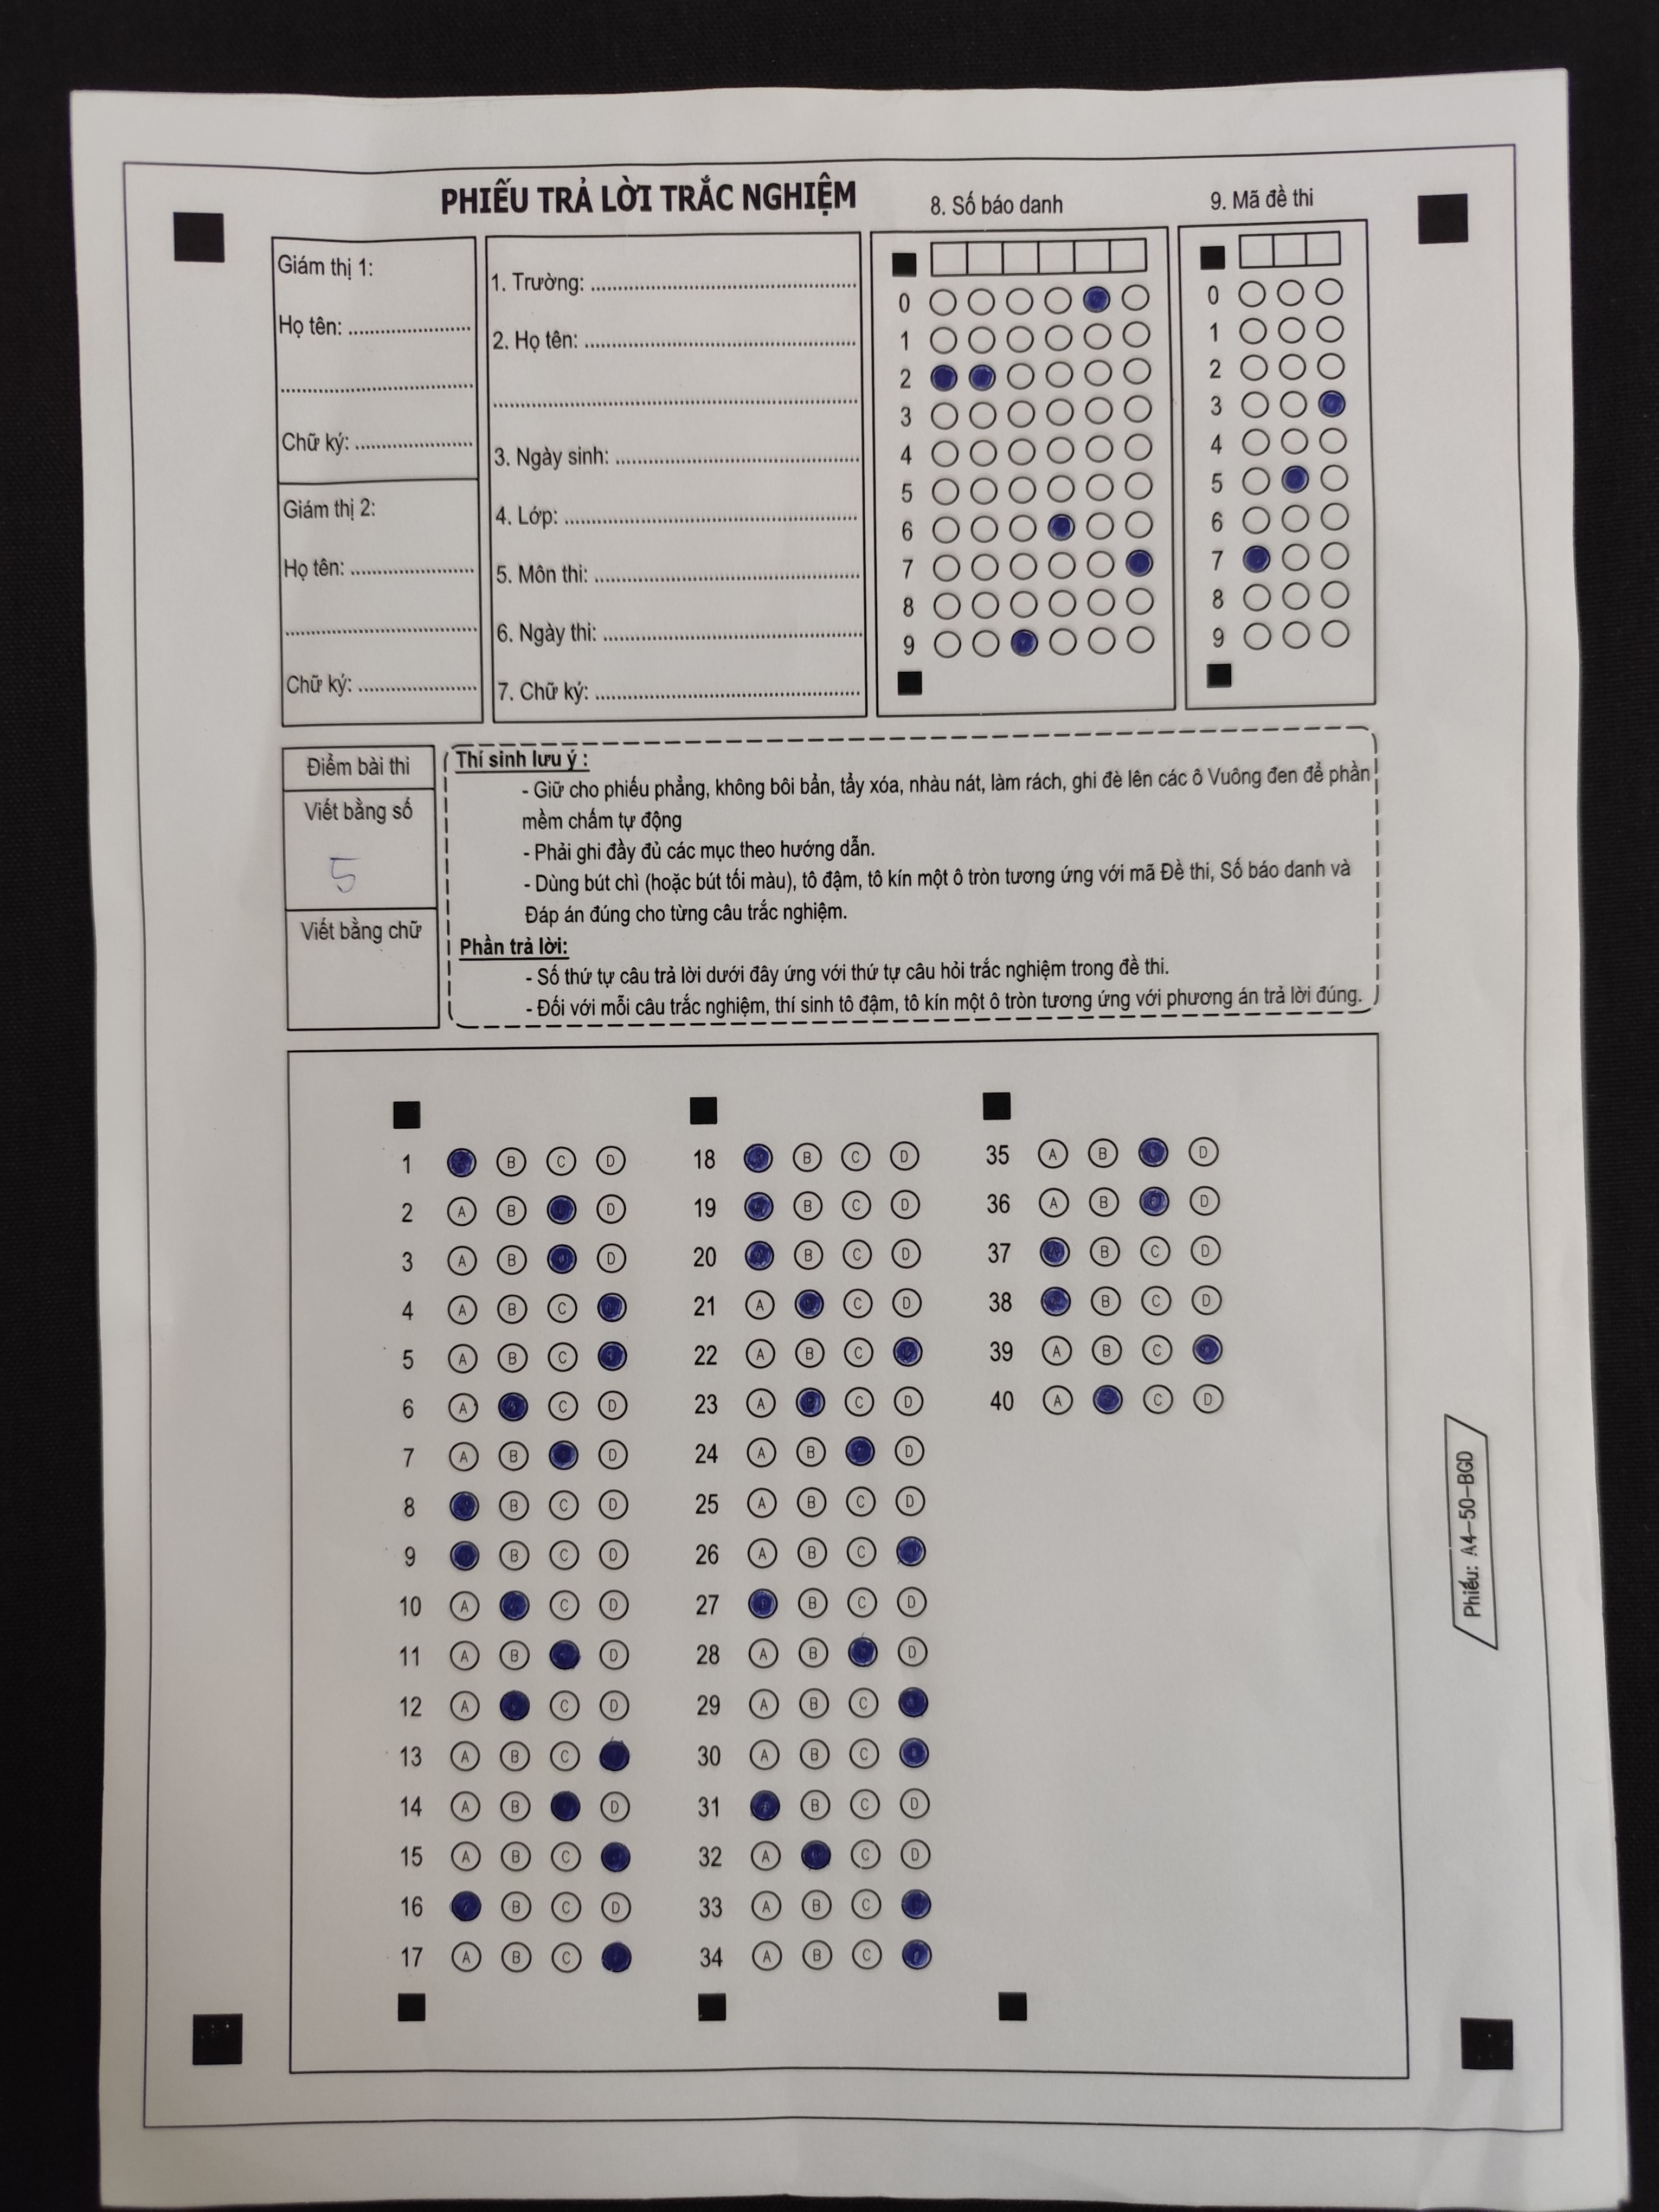 PHIẾU TRẢ LỜI TRẮC NGHIỆM
8. Số báo danh
9. Mã đề thi
Giám thị 1:
Họ tên: ......................
..................................
Chữ ký: .....................
Giám thị 2:
Họ tên: ......................
..................................
Chữ ký: .....................
1. Trường: ..................................................
2. Họ tên: ...................................................
....................................................................
3. Ngày sinh: ..............................................
4. Lớp: .......................................................
5. Môn thi: ..................................................
6. Ngày thi: .................................................
7. Chữ ký: ..................................................
0
1
2
3
4
5
6
7
8
9
0
1
2
3
4
5
6
7
8
9
Điểm bài thi
Viết bằng số
5
Viết bằng chữ
Thí sinh lưu ý :
- Giữ cho phiếu phẳng, không bôi bẩn, tẩy xóa, nhàu nát, làm rách, ghi đè lên các ô Vuông đen để phần
mềm chấm tự động
- Phải ghi đầy đủ các mục theo hướng dẫn.
- Dùng bút chì (hoặc bút tối màu), tô đậm, tô kín một ô tròn tương ứng với mã Đề thi, Số báo danh và
Đáp án đúng cho từng câu trắc nghiệm.
Phần trả lời:
- Số thứ tự câu trả lời dưới đây ứng với thứ tự câu hỏi trắc nghiệm trong đề thi.
- Đối với mỗi câu trắc nghiệm, thí sinh tô đậm, tô kín một ô tròn tương ứng với phương án trả lời đúng.
1 B C D
2 A B D
3 A B D
4 A B C
5 A B C
6 A C D
7 A B D
8 B C D
9 B C D
10 A C D
11 A B D
12 A C D
13 A B C
14 A B D
15 A B C
16 B C D
17 A B C
18 B C D
19 B C D
20 B C D
21 A C D
22 A B C
23 A C D
24 A B D
25 A B C D
26 A B C
27 B C D
28 A B D
29 A B C
30 A B C
31 B C D
32 A C D
33 A B C
34 A B C
35 A B D
36 A B D
37 B C D
38 B C D
39 A B C
40 A C D
Phiếu: A4-50-BGD